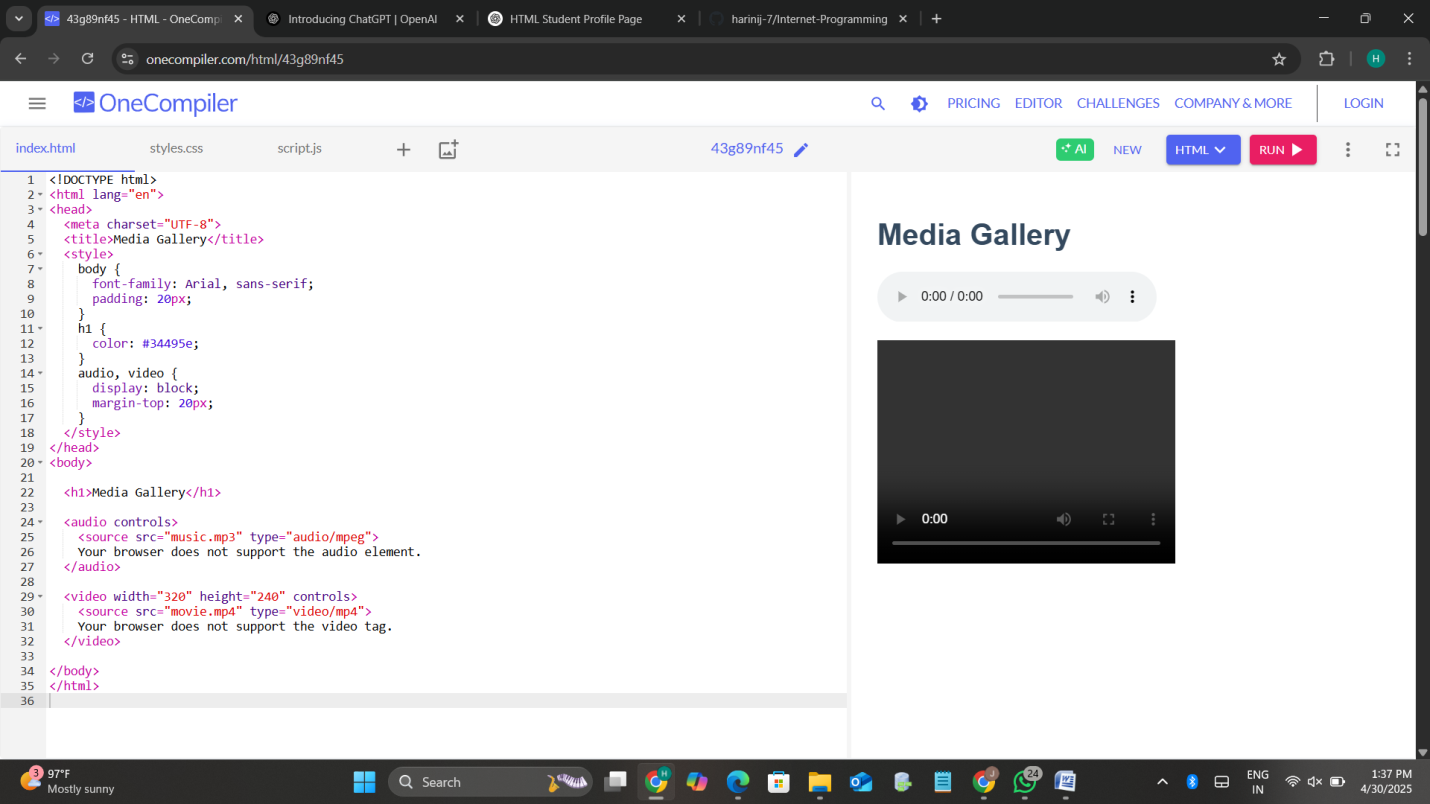 43g89nf45 - HTML - OneComp
Introducing ChatGPT | OpenAI
HTML Student Profile Page
harinij-7/Internet-Programming
onecompiler.com/html/43g89nf45
H
</> OneCompiler
PRICING EDITOR CHALLENGES COMPANY & MORE LOGIN
index.html styles.css script.js 43g89nf45 AI NEW HTML RUN
1 <!DOCTYPE html>
2 <html lang="en">
3 <head>
4 <meta charset="UTF-8">
5 <title>Media Gallery</title>
6 <style>
7 body {
8 font-family: Arial, sans-serif;
9 padding: 20px;
10 }
11 h1 {
12 color: #34495e;
13 }
14 audio, video {
15 display: block;
16 margin-top: 20px;
17 }
18 </style>
19 </head>
20 <body>
21
22 <h1>Media Gallery</h1>
23
24 <audio controls>
25 <source src="music.mp3" type="audio/mpeg">
26 Your browser does not support the audio element.
27 </audio>
28
29 <video width="320" height="240" controls>
30 <source src="movie.mp4" type="video/mp4">
31 Your browser does not support the video tag.
32 </video>
33
34 </body>
35 </html>
36
Media Gallery
0:00 / 0:00
0:00
3
97°F
Mostly sunny
Search
H
J
24
ENG
IN
1:37 PM
4/30/2025